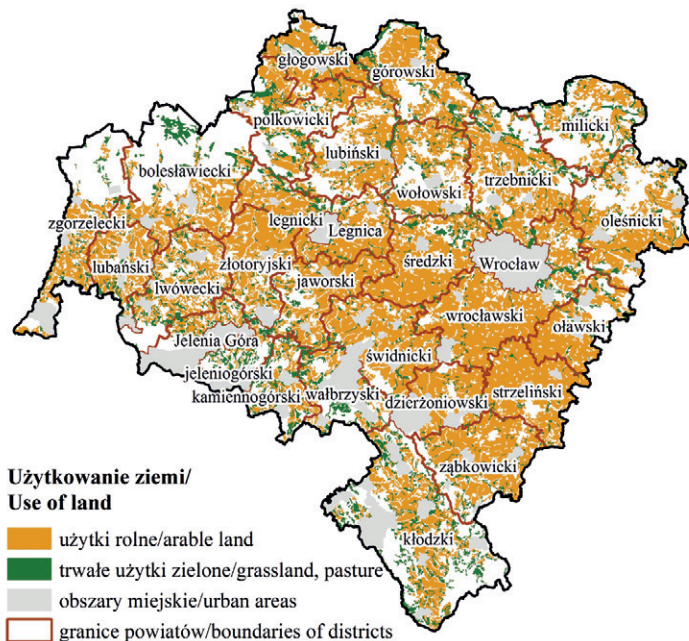 głogowski
górowski
polkowicki
milicki
lubiński
bolesławiecki
trzebnicki
wołowski
oleśnicki
zgorzelecki
legnicki
Legnica
lubański
złotoryjski
średzki
Wrocław
lwówecki
jaworski
wrocławski
oławski
Jelenia Góra
świdnicki
jeleniogórski
kamiennogórski
wałbrzyski
dzierżoniowski
strzeliński
ząbkowicki
kłodzki
Użytkowanie ziemi/
Use of land
użytki rolne/arable land
trwałe użytki zielone/grassland, pasture
obszary miejskie/urban areas
granice powiatów/boundaries of districts